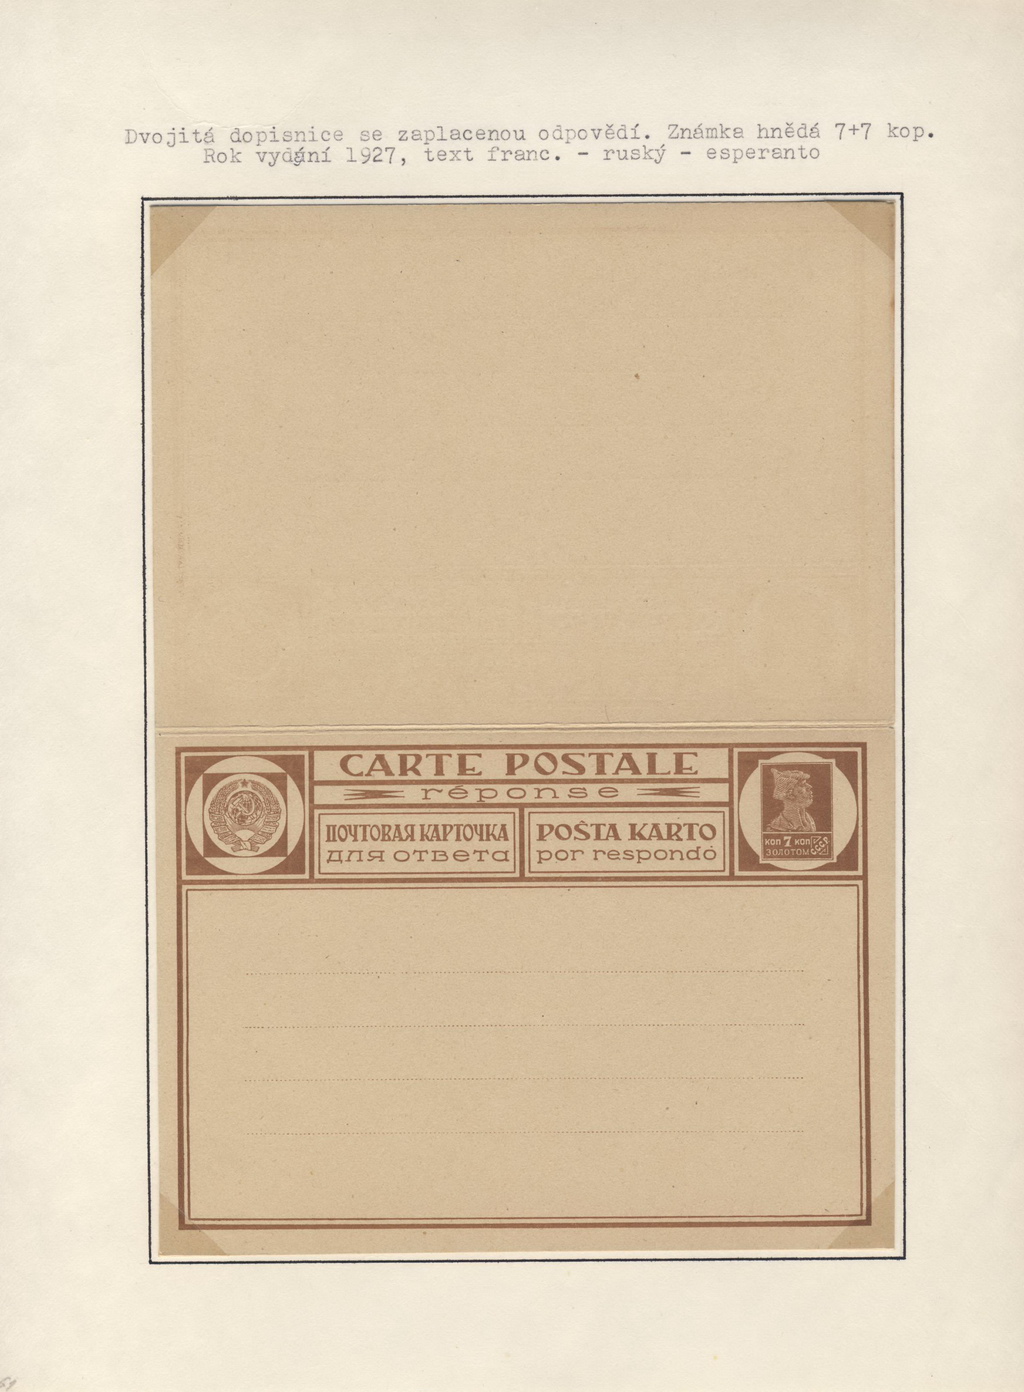 Dvojitá dopisnice se zaplacenou odpovědí. Známka hnědá 7+7 kop.
Rok vydání 1927, text franc. - ruský - esperanto
CARTE POSTALE
réponse
ПОЧТОВАЯ КАРТОЧКА
для ответа
POŜTA KARTO
por respondo
коп 7 коп
ЗОЛОТОМ